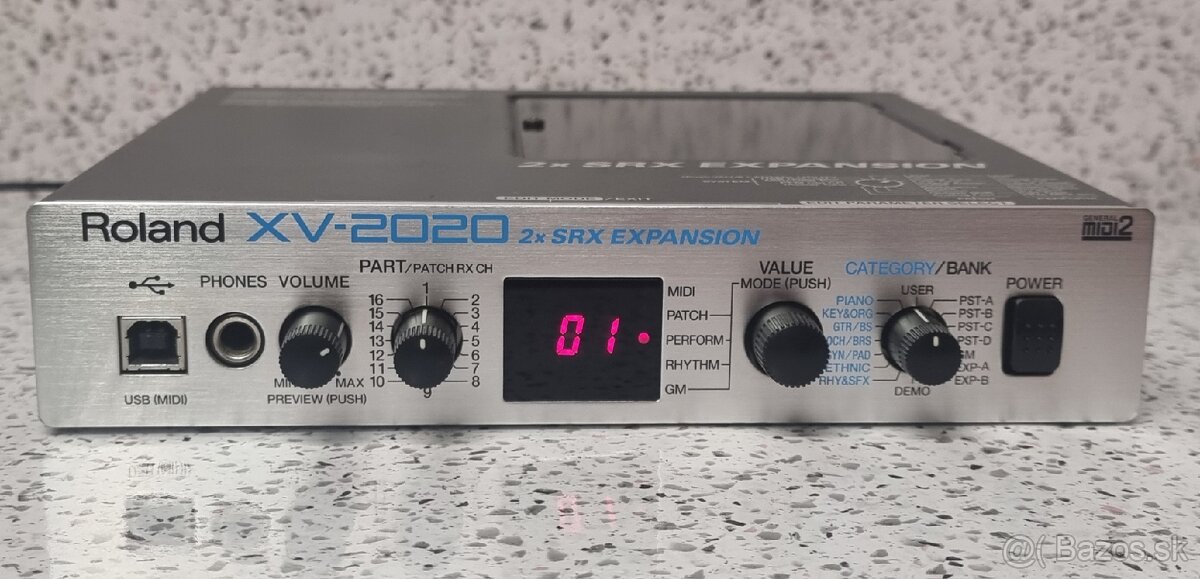 2x SRX EXPANSION
EDIT MODE/EXIT
Roland XV-2020 2x SRX EXPANSION
GENERAL
MIDI2
PHONES
VOLUME
PART/PATCH RX CH
VALUE
MODE (PUSH)
CATEGORY/BANK
POWER
1
16
15
14
13
12
11
10
2
3
4
5
6
7
8
9
01.
MIDI
PATCH
PERFORM
RHYTHM
GM
USER
PIANO
KEY&ORG
GTR/BS
ETHNIC
RHY&SFX
PST-A
PST-B
PST-C
PST-D
GM
EXP-A
EXP-B
DEMO
MAX
USB (MIDI)
PREVIEW (PUSH)
@( Bazos.sk